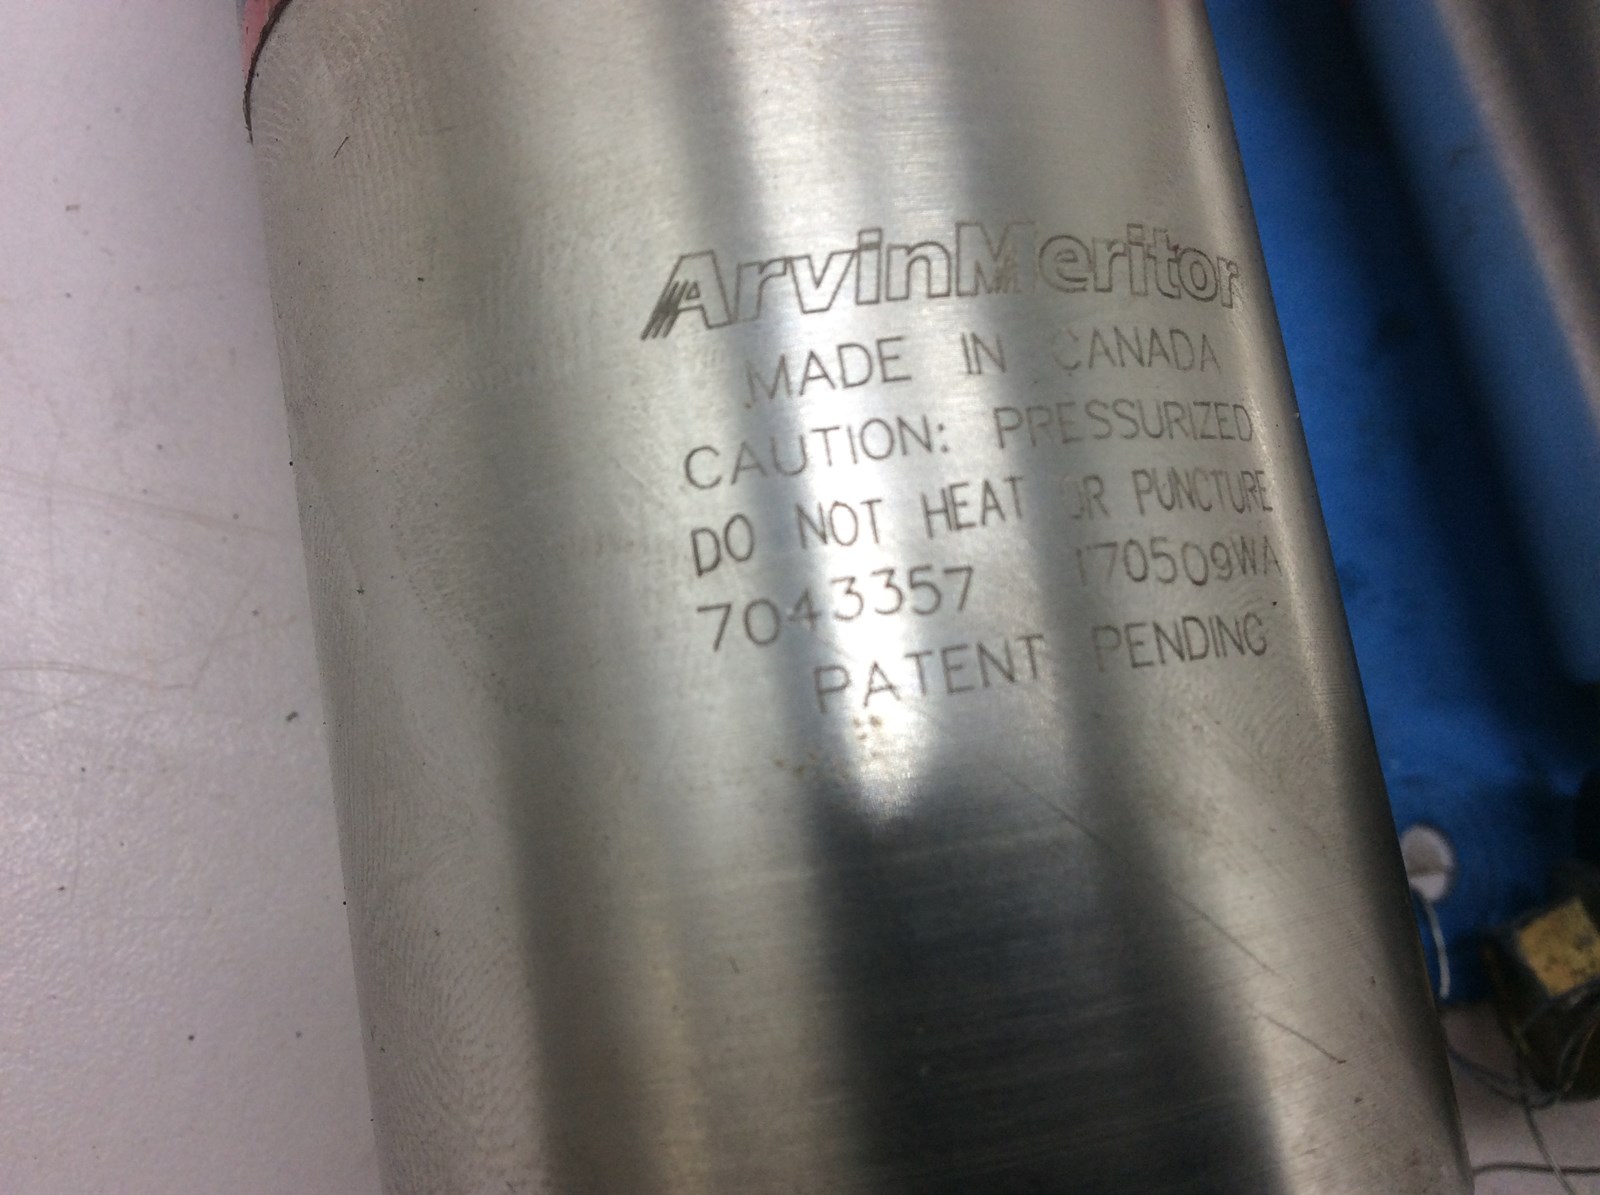 ArvinMeritor
MADE IN CANADA
CAUTION: PRESSURIZED
DO NOT HEAT OR PUNCTURE
7043357 170509WA
PATENT PENDING